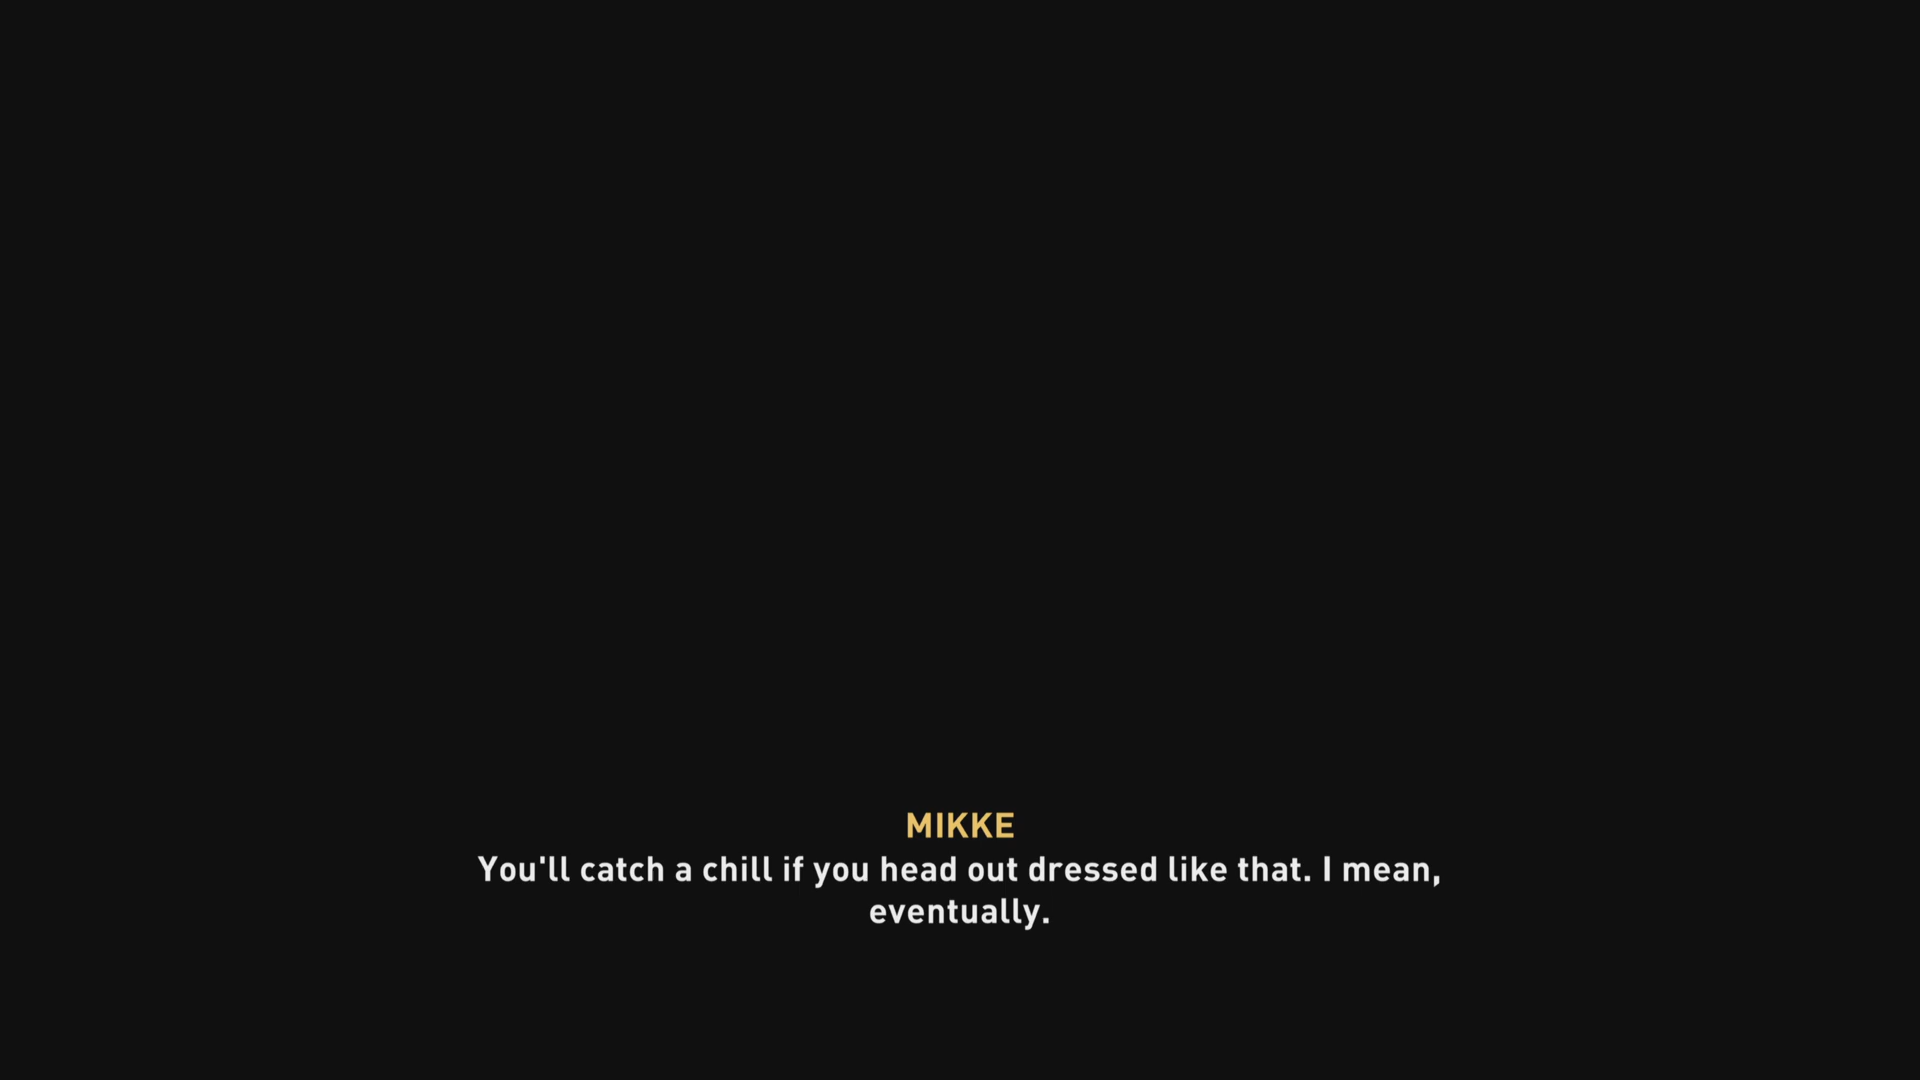 MIKKE
You'll catch a chill if you head out dressed like that. I mean,
eventually.